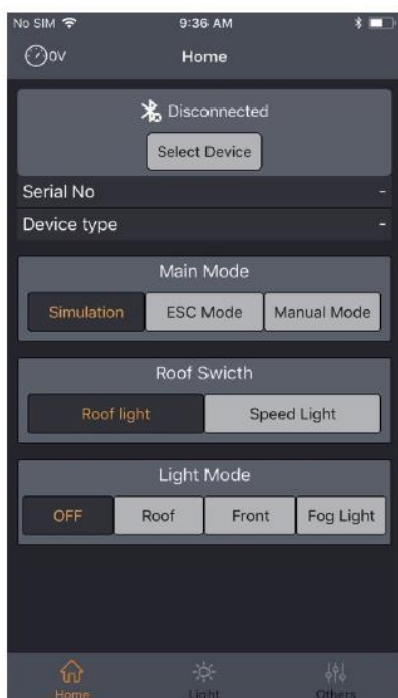 No SIM 9:36 AM
0V Home
Disconnected
Select Device
Serial No -
Device type -
Main Mode
Simulation ESC Mode Manual Mode
Roof Swicth
Roof light Speed Light
Light Mode
OFF Roof Front Fog Light
Home Light Others